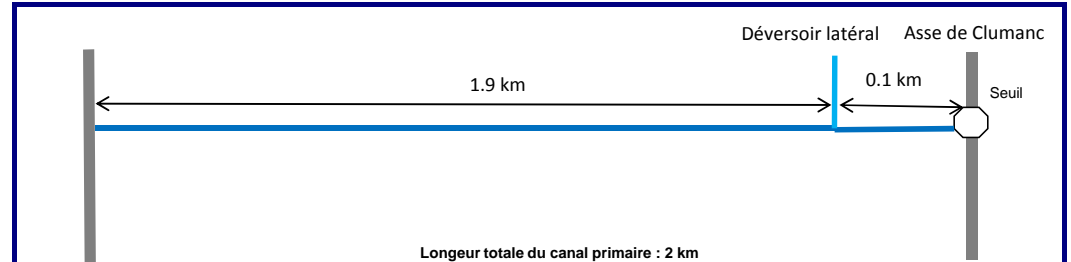 Déversoir latéral
Asse de Clumanc
1.9 km
0.1 km
Seuil
Longeur totale du canal primaire : 2 km